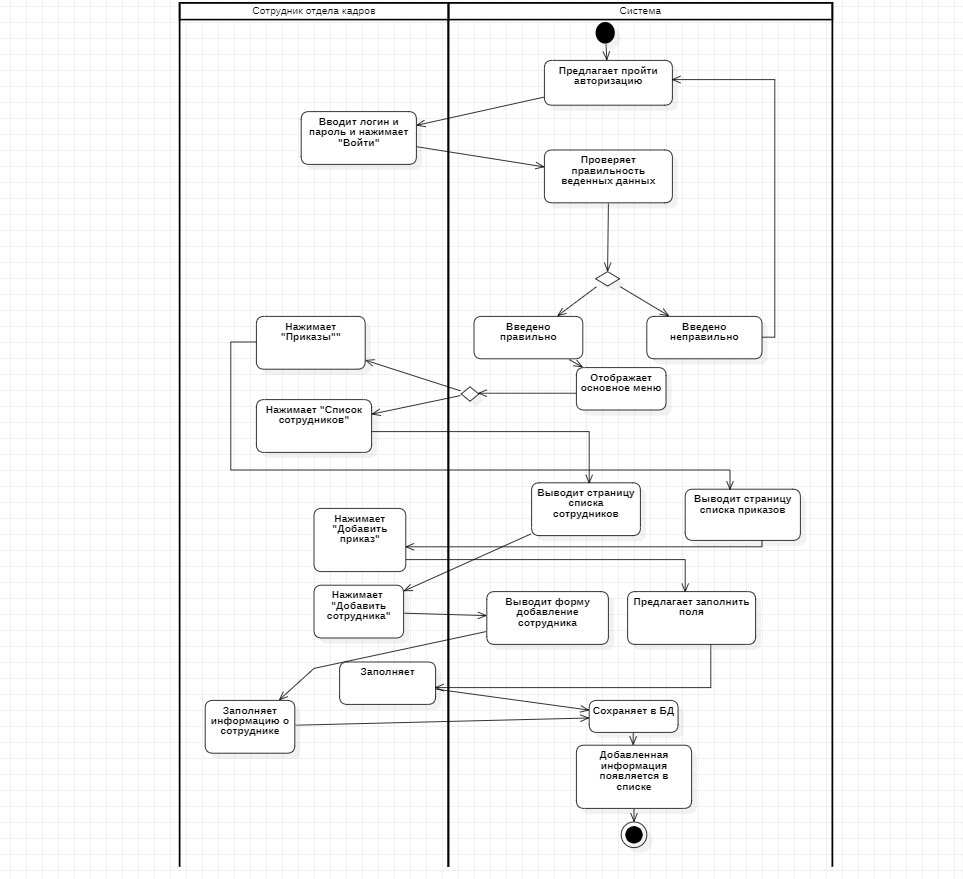 Сотрудник отдела кадров
Система
Предлагает пройти
авторизацию
Вводит логин и
пароль и нажимает
"Войти"
Проверяет
правильность
веденных данных
Нажимает
"Приказы""
Введено
правильно
Введено
неправильно
Отображает
основное меню
Нажимает "Список
сотрудников"
Выводит страницу
списка
сотрудников
Выводит страницу
списка приказов
Нажимает
"Добавить
приказ"
Нажимает
"Добавить
сотрудника"
Выводит форму
добавление
сотрудника
Предлагает заполнить
поля
Заполняет
Заполняет
информацию о
сотруднике
Сохраняет в БД
Добавленная
информация
появляется в
списке